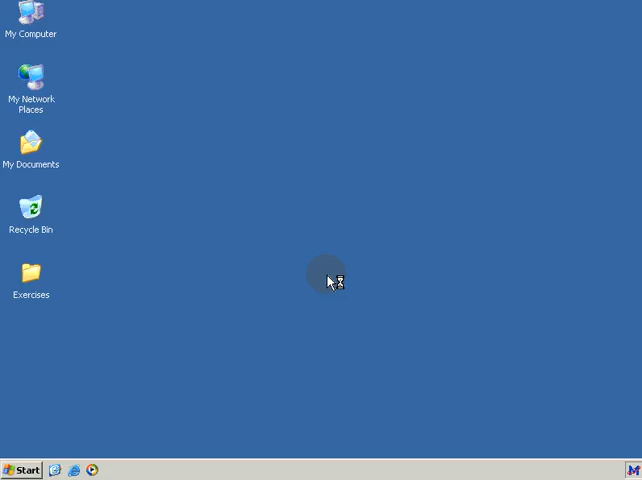 My Computer
My Network
Places
My Documents
Recycle Bin
Exercises
Start